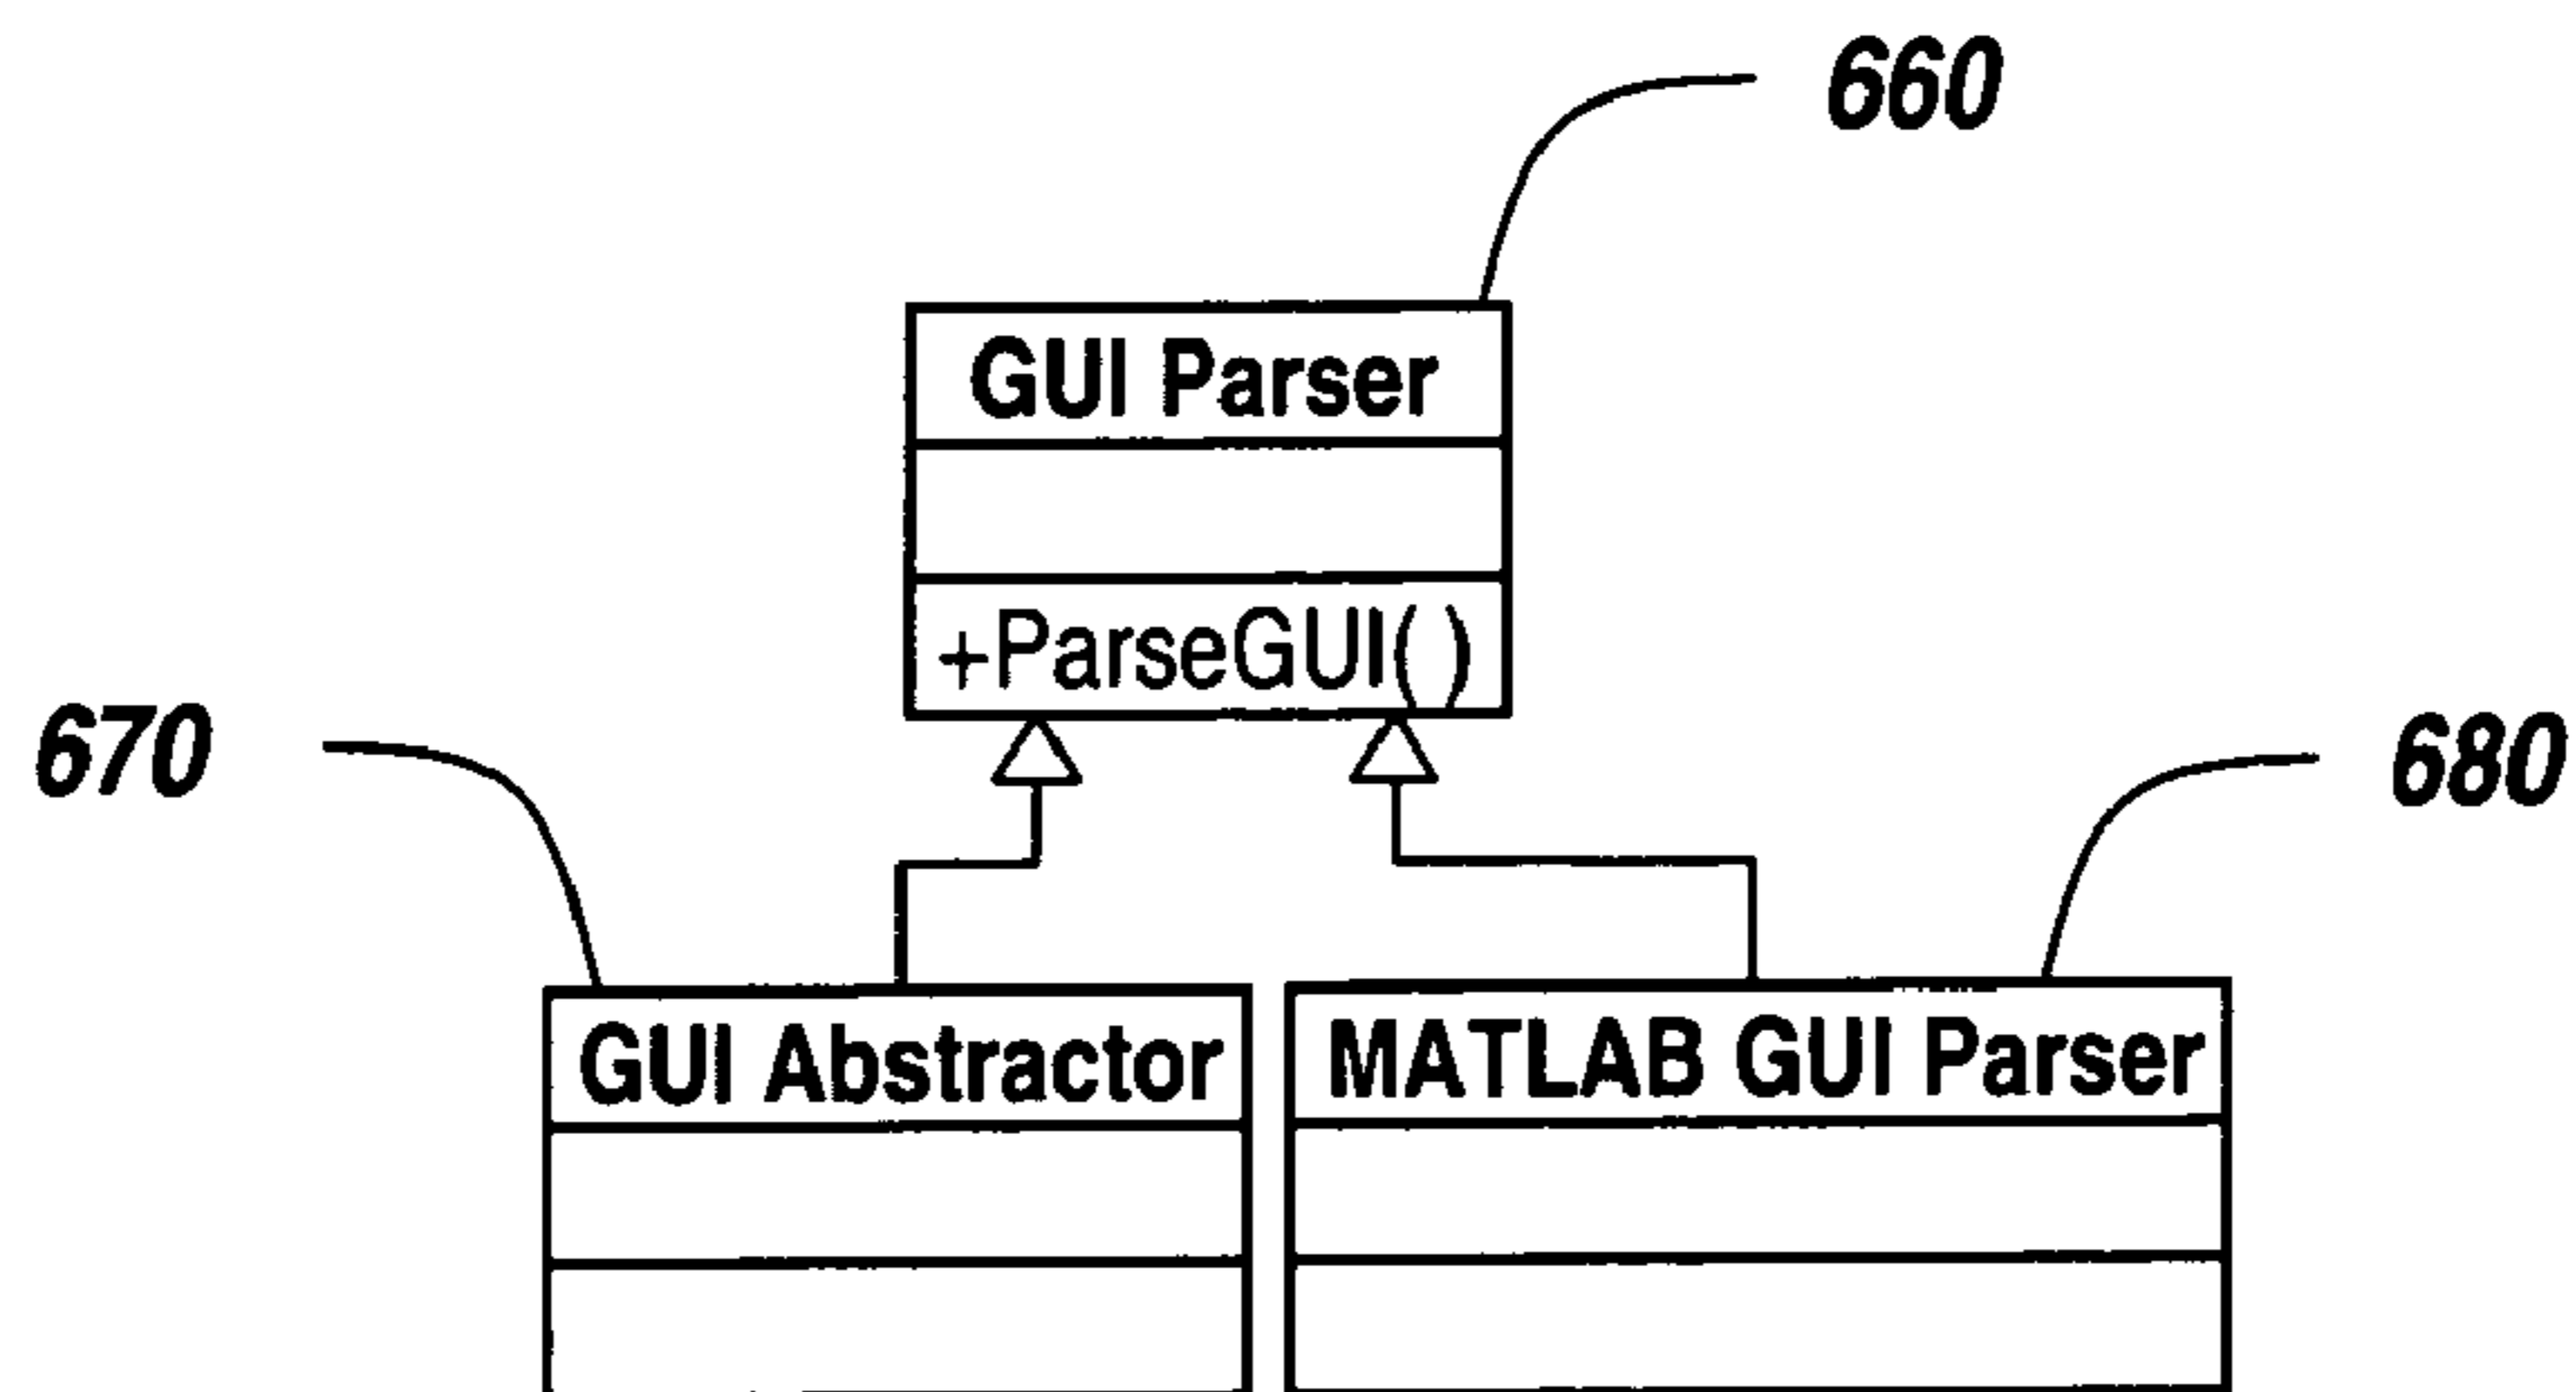 660
GUI Parser
+ParseGUI( )
670
680
GUI Abstractor
MATLAB GUI Parser